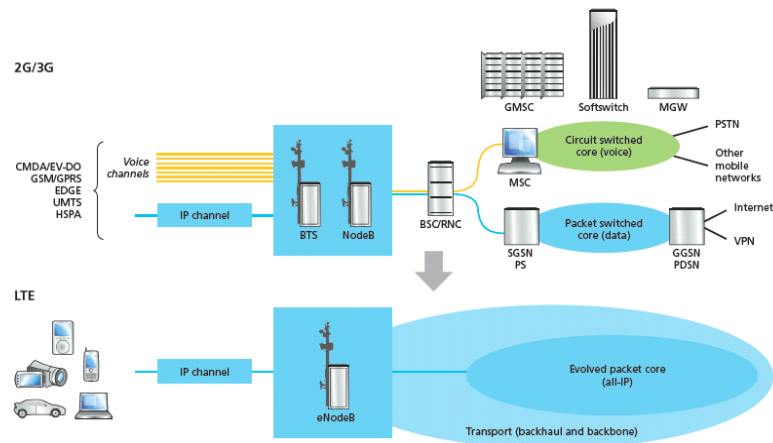 2G/3G
GMSC
Softswitch
MGW
CMDA/EV-DO
GSM/GPRS
EDGE
UMTS
HSPA
Voice
channels
IP channel
BTS
NodeB
BSC/RNC
MSC
Circuit switched
core (voice)
PSTN
Other
mobile
networks
SGSN
PS
Packet switched
core (data)
GGSN
PDSN
Internet
VPN
LTE
IP channel
eNodeB
Evolved packet core
(all-IP)
Transport (backhaul and backbone)